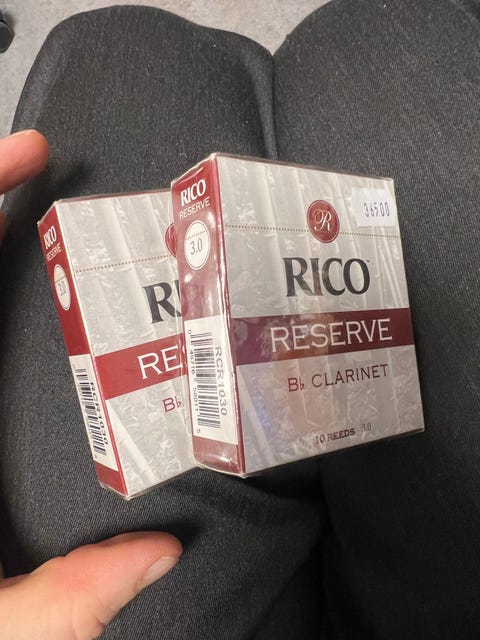 RICO
RESERVE
3.0
RCR1030
RE
B♭
RICO
RESERVE
3.0
RCR1030
R
365.00
RICO
RESERVE
B♭ CLARINET
10 REEDS 3.0